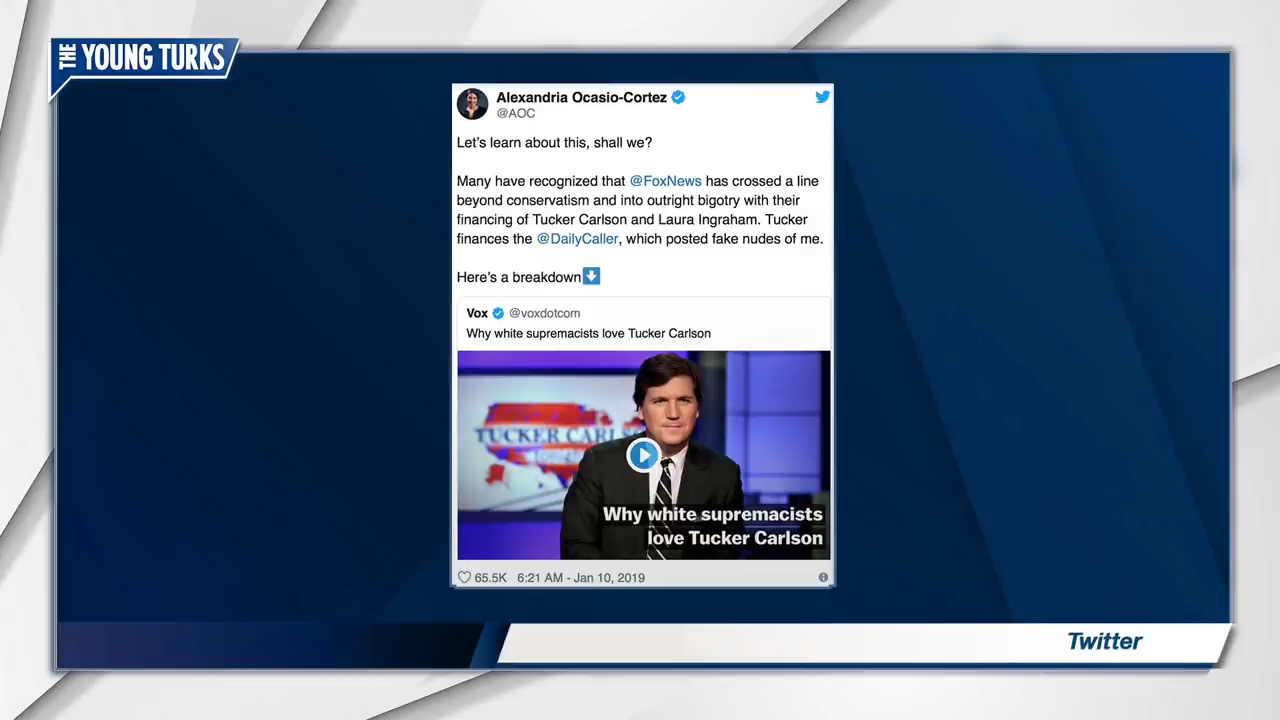 THE YOUNG TURKS
Alexandria Ocasio-Cortez
@AOC
Let's learn about this, shall we?
Many have recognized that @FoxNews has crossed a line
beyond conservatism and into outright bigotry with their
financing of Tucker Carlson and Laura Ingraham. Tucker
finances the @DailyCaller, which posted fake nudes of me.
Here's a breakdown
Vox @voxdotcom
Why white supremacists love Tucker Carlson
TUCKER CARLS
Why white supremacists
love Tucker Carlson
65.5K 6:21 AM - Jan 10, 2019
Twitter